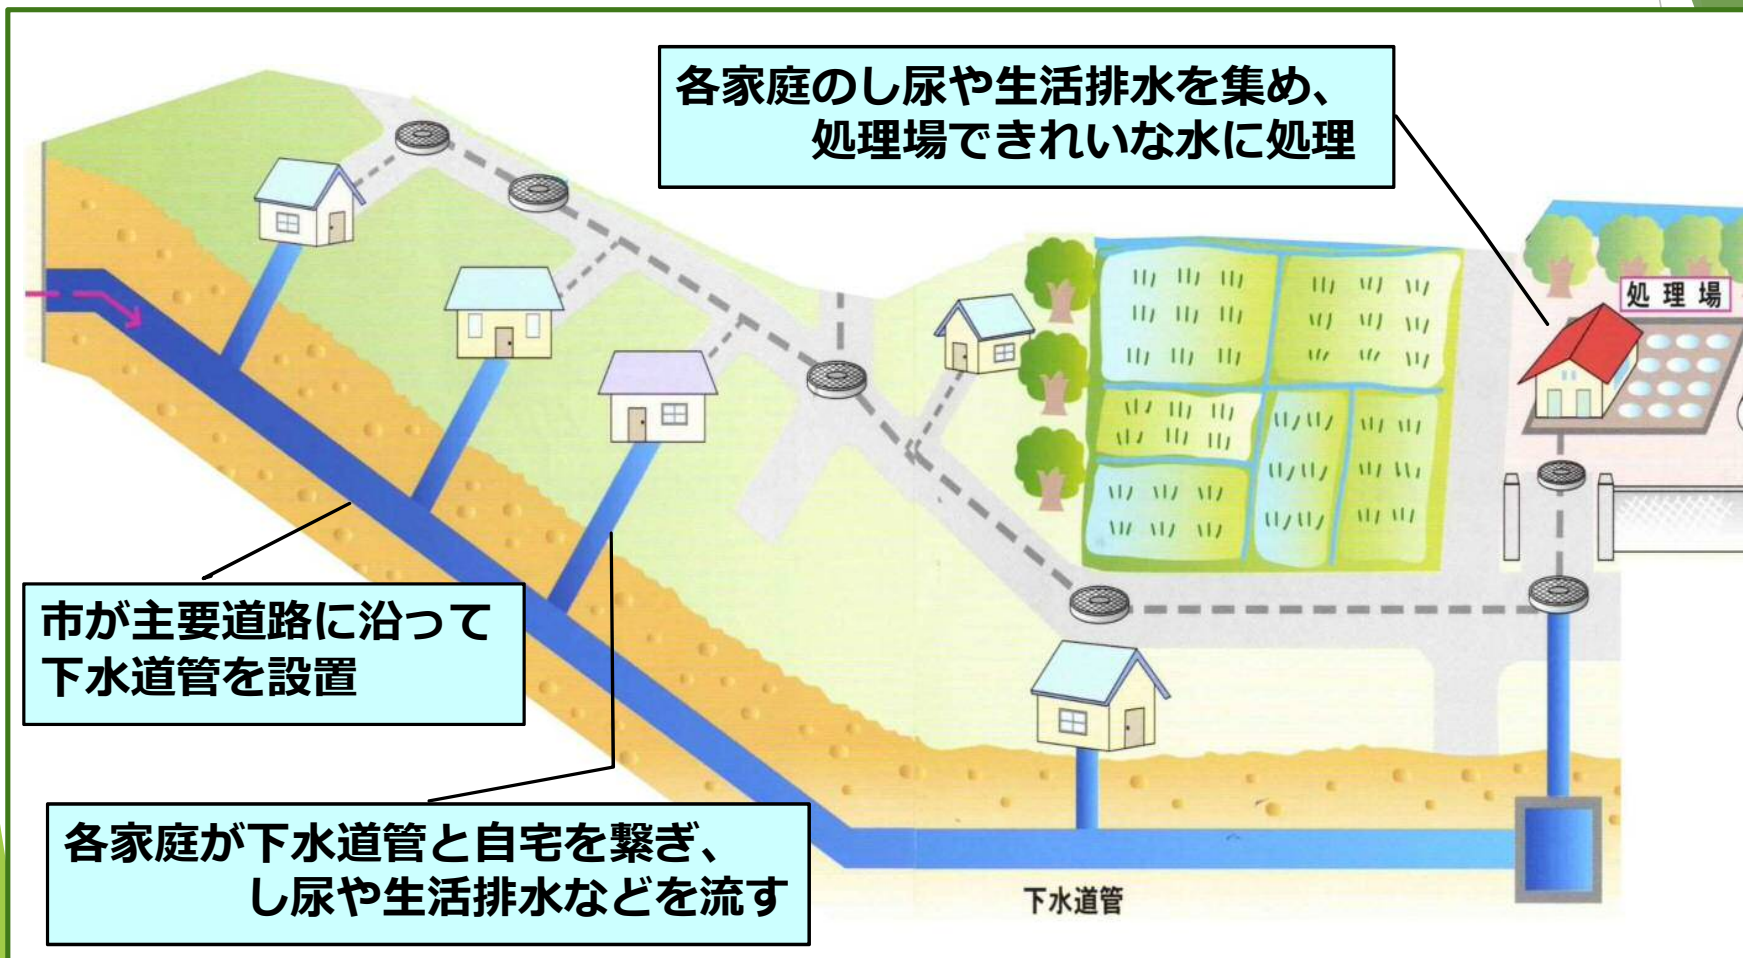 各家庭のし尿や生活排水を集め、
処理場できれいな水に処理
処理場
市が主要道路に沿って
下水道管を設置
各家庭が下水道管と自宅を繋ぎ、
し尿や生活排水などを流す
下水道管